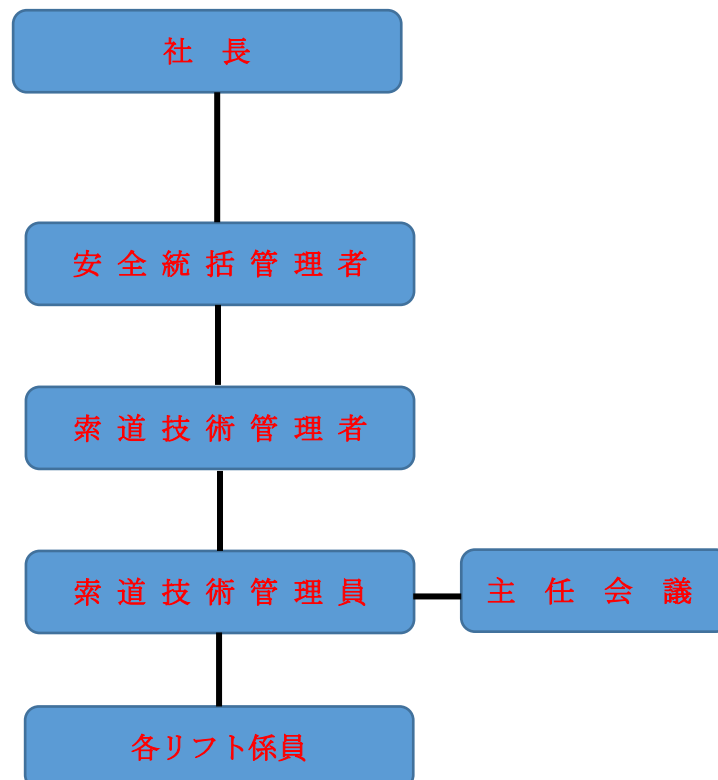 社　長
安全統括管理者
索道技術管理者
索道技術管理員
主　任　会　議
各リフト係員